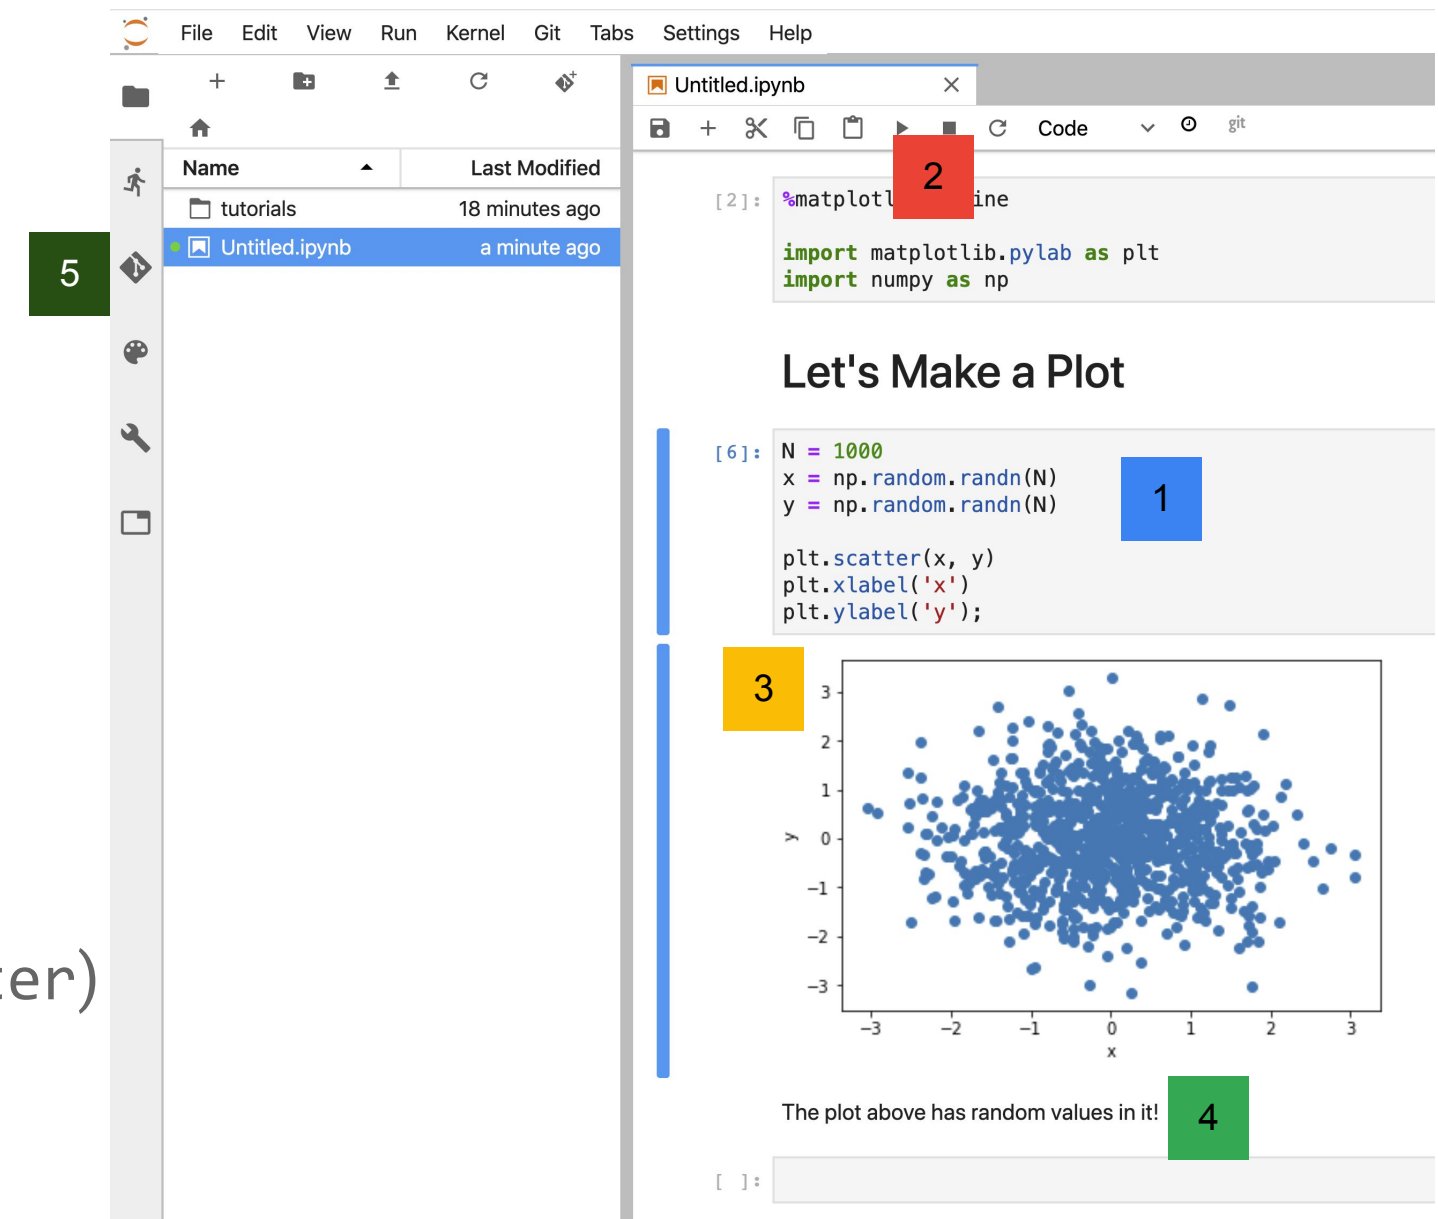 File Edit View Run Kernel Git Tabs Settings Help
Untitled.ipynb
Code git
Name Last Modified
tutorials 18 minutes ago
Untitled.ipynb a minute ago
5
2
[2]: %matplotl ine
import matplotlib.pylab as plt
import numpy as np
Let's Make a Plot
[6]: N = 1000
x = np.random.randn(N)
y = np.random.randn(N)
plt.scatter(x, y)
plt.xlabel('x')
plt.ylabel('y');
1
3
3
2
1
0
−1
−2
−3
y
−3 −2 −1 0 1 2 3
x
ter)
The plot above has random values in it!
4
[ ]: